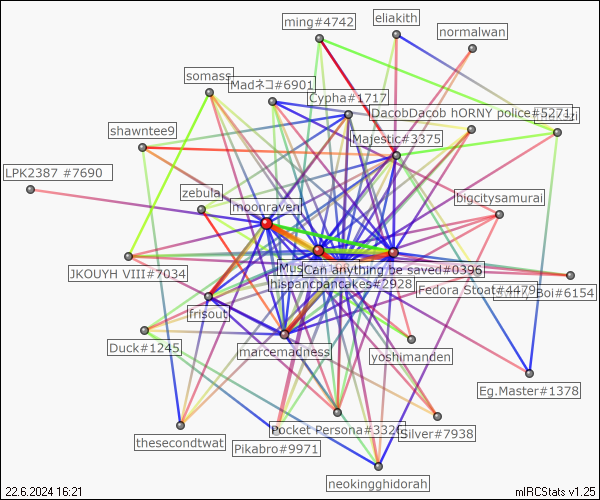 ming#4742
eliakith
normalwan
somass
Madネコ#6901
Cypha#1717
DacobDacob hORNY police#5271
shawntee9
Majestic#3375
LPK2387 #7690
zebula
moonraven
bigcitysamurai
JKOUYH VIII#7034
Can anything be saved#0396
hispancpancakes#2928
Fedora Stoat#4479
Boi#6154
frisout
Duck#1245
marcemadness
yoshimanden
Eg.Master#1378
thesecondtwat
Pocket Persona#332
Silver#7938
Pikabro#9971
neokingghidorah
22.6.2024 16:21
mIRCStats v1.25